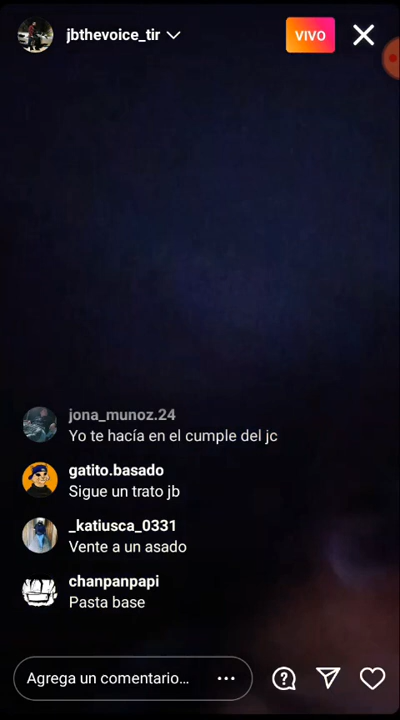 jbthevoice_tir
VIVO
jona_munoz.24
Yo te hacía en el cumple del jc
gatito.basado
Sigue un trato jb
_katiusca_0331
Vente a un asado
chanpanpapi
Pasta base
Agrega un comentario...